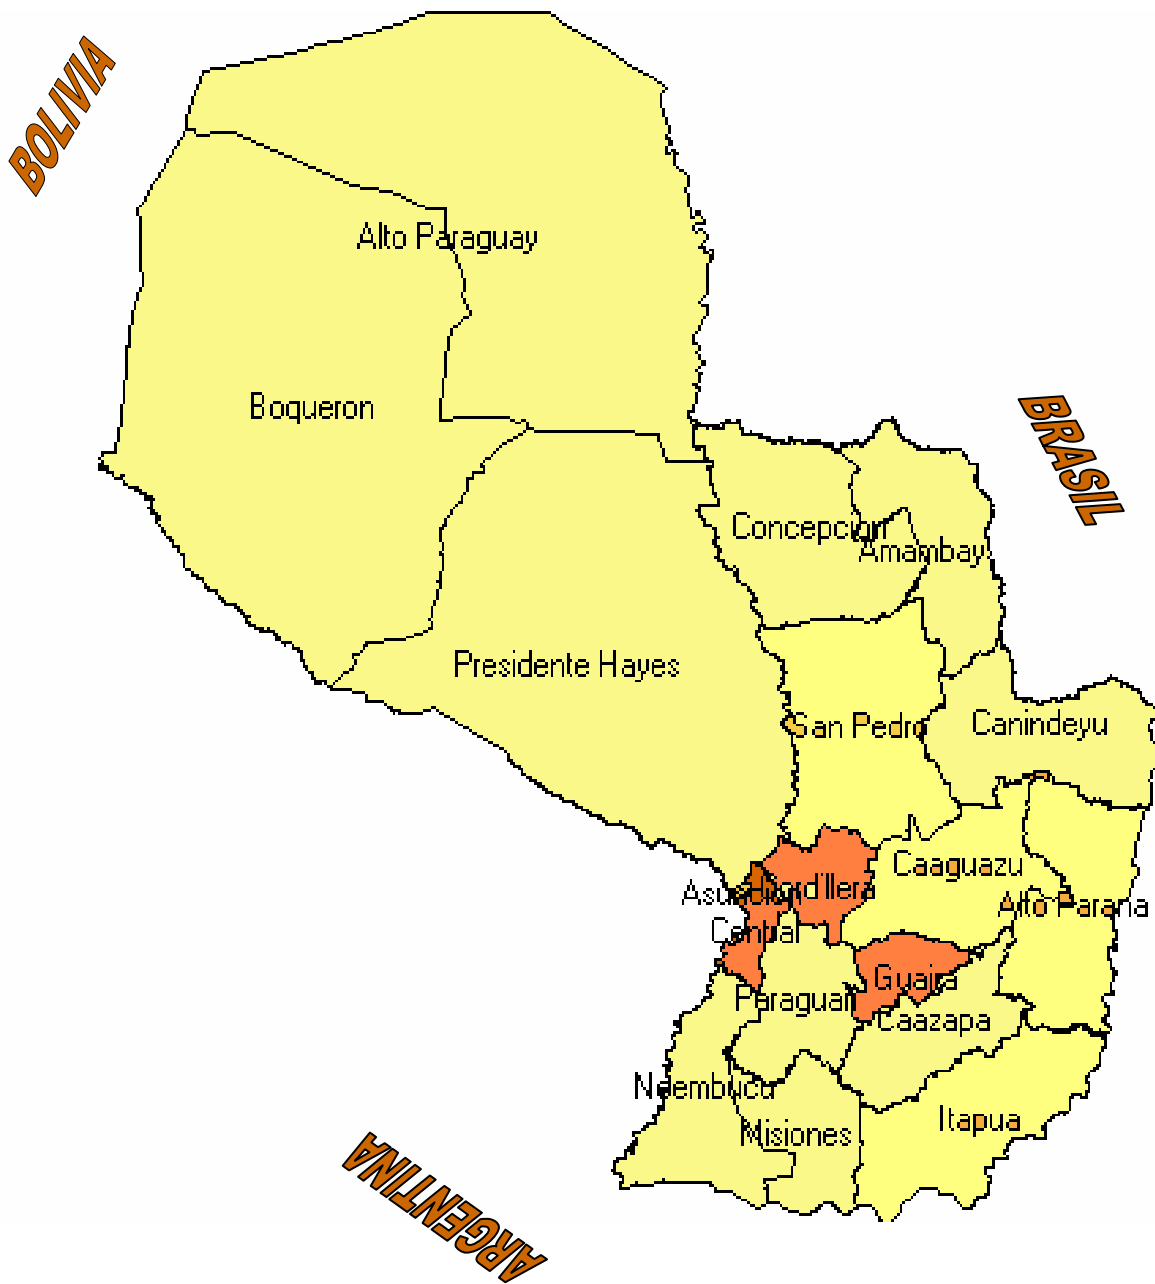 BOLIVIA
Alto Paraguay
Boqueron
BRASIL
Concepcion
Amambay
Presidente Hayes
San Pedro
Canindeyu
Caaguazu
Cordillera
Asuncion
Alto Parana
Central
Guaira
Paraguari
Caazapa
Neembucu
Itapua
Misiones
ARGENTINA